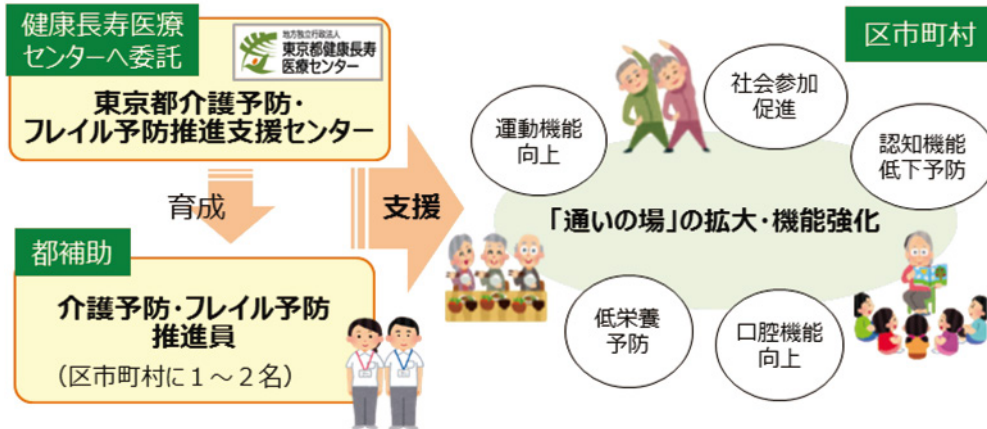 健康長寿医療
センターへ委託
地方独立行政法人
東京都健康長寿
医療センター
東京都介護予防・
フレイル予防推進支援センター
育成
支援
都補助
介護予防・フレイル予防
推進員
（区市町村に１～２名）
区市町村
運動機能
向上
社会参加
促進
認知機能
低下予防
「通いの場」の拡大・機能強化
低栄養
予防
口腔機能
向上